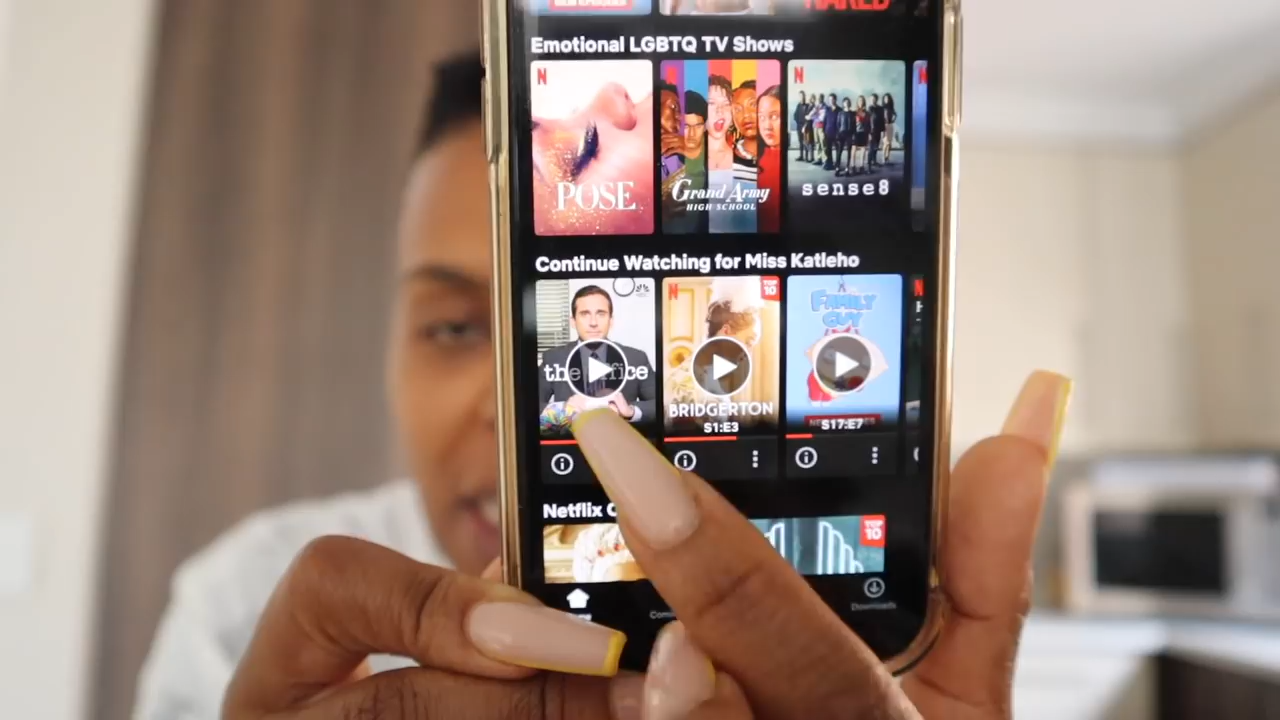 NAKED
Emotional LGBTQ TV Shows
N
N
POSE
Grand Army
HIGH SCHOOL
sense8
Continue Watching for Miss Katleho
N
TOP
10
FAMILY
GUY
the office
BRIDGERTON
S1:E3
S17:E7
Netflix
TOP
10
Downloads